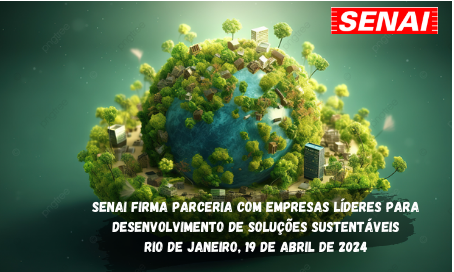 SENAI
SENAI FIRMA PARCERIA COM EMPRESAS LÍDERES PARA
DESENVOLVIMENTO DE SOLUÇÕES SUSTENTÁVEIS
RIO DE JANEIRO, 19 DE ABRIL DE 2024